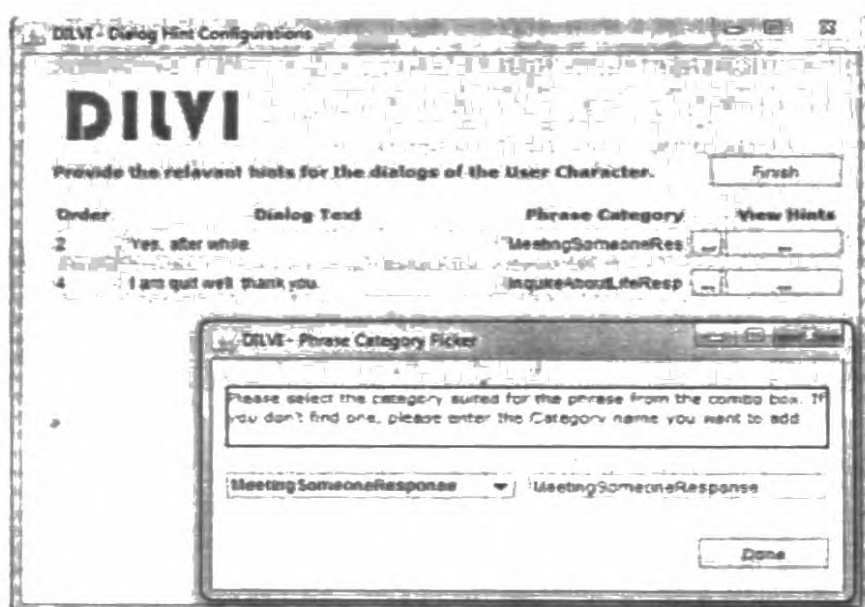 DILVI - Dialog Hint Configurations
DILVI
Provide the relavant hints for the dialogs of the User Character.
Finish
Order Dialog Text Phrase Category View Hints
2 Yes, after while. MeetingSomeoneRes ... ...
4 I am quit well thank you. InquireAboutLifeResp ... ...
DILVI - Phrase Category Picker
Please select the category suited for the phrase from the combo box. If
you don't find one, please enter the Category name you want to add
MeetingSomeoneResponse MeetingSomeoneResponse
Done